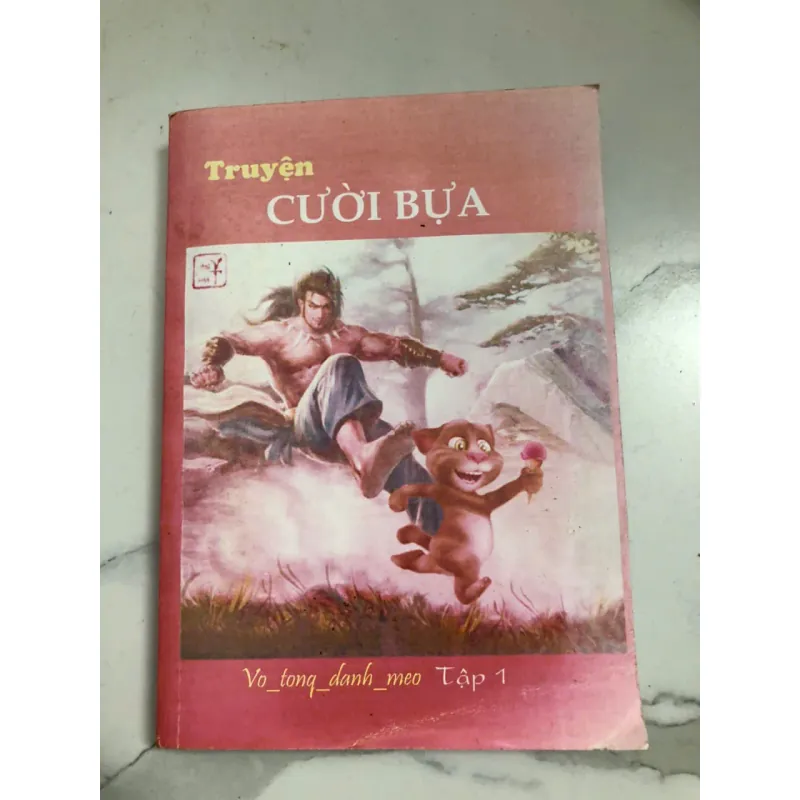 Truyện
CƯỜI BỰA
Vo_tonq_danh_meo Tập 1